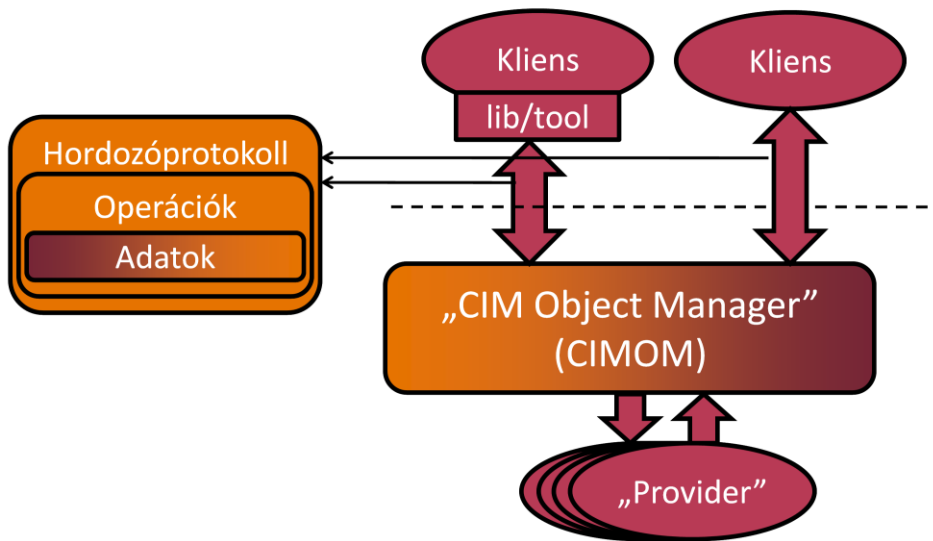 Kliens
lib/tool
Kliens
Hordozóprotokoll
Operációk
Adatok
„CIM Object Manager”
(CIMOM)
„Provider”